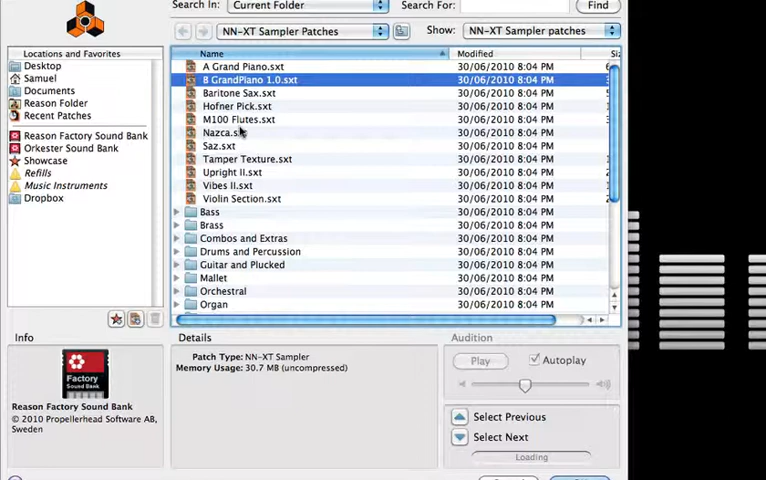 Search In: Current Folder Search For: Find
NN-XT Sampler Patches Show: NN-XT Sampler patches
Locations and Favorites
Desktop
Samuel
Documents
Reason Folder
Recent Patches
Reason Factory Sound Bank
Orkester Sound Bank
Showcase
Refills
Music Instruments
Dropbox
Name Modified Siz
A Grand Piano.sxt 30/06/2010 8:04 PM 6
B GrandPiano 1.0.sxt 30/06/2010 8:04 PM 3
Baritone Sax.sxt 30/06/2010 8:04 PM 5
Hofner Pick.sxt 30/06/2010 8:04 PM
M100 Flutes.sxt 30/06/2010 8:04 PM 3
Nazca.s 30/06/2010 8:04 PM
Saz.sxt 30/06/2010 8:04 PM
Tamper Texture.sxt 30/06/2010 8:04 PM 1
Upright II.sxt 30/06/2010 8:04 PM 2
Vibes II.sxt 30/06/2010 8:04 PM 1
Violin Section.sxt 30/06/2010 8:04 PM 2
Bass 30/06/2010 8:04 PM
Brass 30/06/2010 8:04 PM
Combos and Extras 30/06/2010 8:04 PM
Drums and Percussion 30/06/2010 8:04 PM
Guitar and Plucked 30/06/2010 8:04 PM
Mallet 30/06/2010 8:04 PM
Orchestral 30/06/2010 8:04 PM
Organ 30/06/2010 8:04 PM
Info
Factory
Sound Bank
Reason Factory Sound Bank
© 2010 Propellerhead Software AB,
Sweden
Details
Patch Type: NN-XT Sampler
Memory Usage: 30.7 MB (uncompressed)
Audition
Play Autoplay
Select Previous
Select Next
Loading